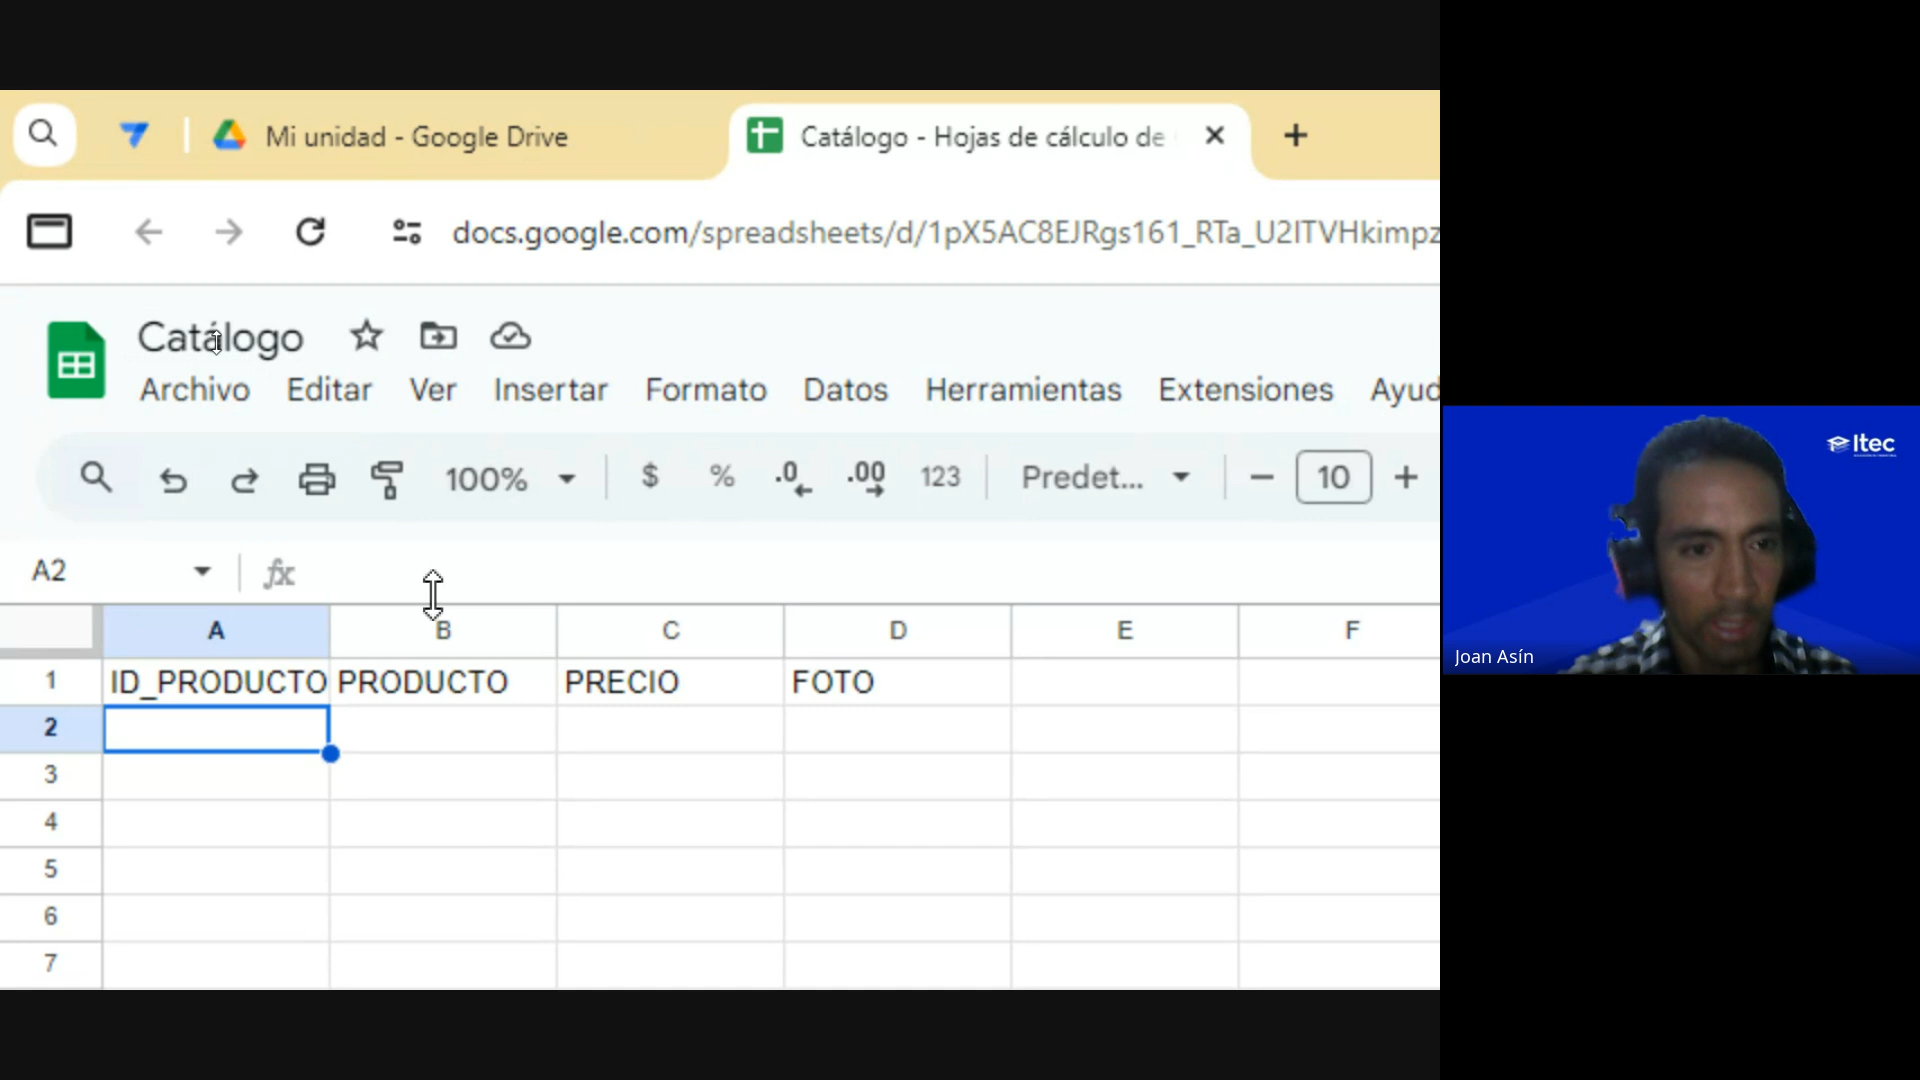 Mi unidad - Google Drive
Catálogo - Hojas de cálculo de
docs.google.com/spreadsheets/d/1pX5AC8EJRgs161_RTa_U2ITVHkimpz
Catálogo
Archivo Editar Ver Insertar Formato Datos Herramientas Extensiones Ayud
100% $ % .0 .00 123 Predet... 10
A2 fx
A B C D E F
1 ID_PRODUCTO PRODUCTO PRECIO FOTO
2
3
4
5
6
7
Itec
Joan Asín